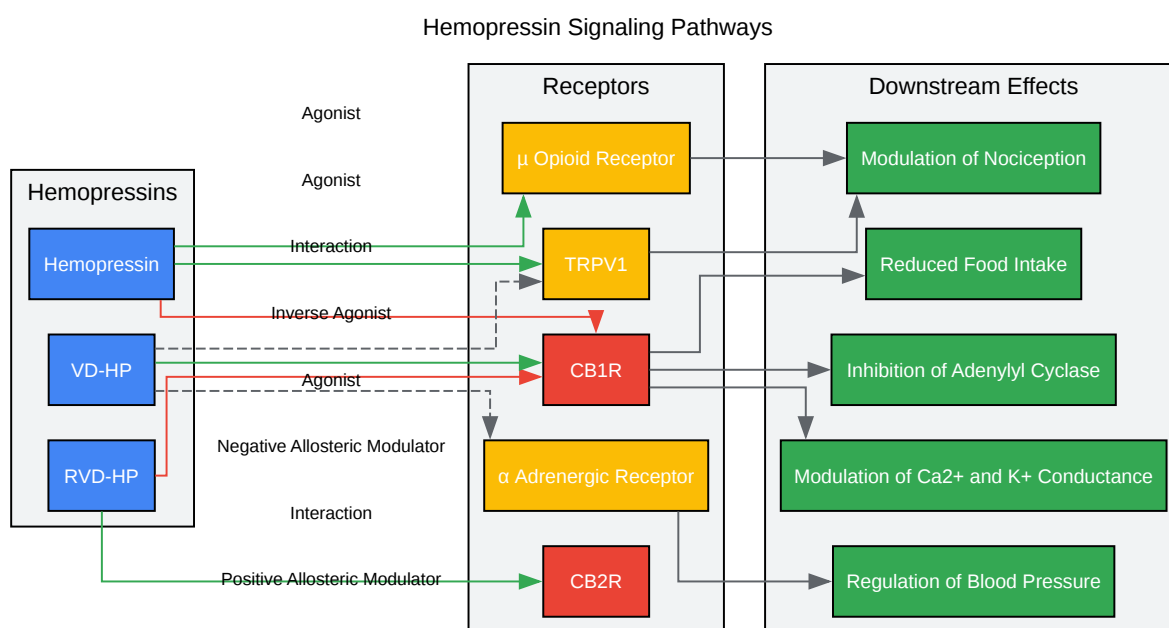 Hemopressin Signaling Pathways
Hemopressins
Hemopressin
VD-HP
RVD-HP
Agonist
Agonist
Interaction
Inverse Agonist
Agonist
Negative Allosteric Modulator
Interaction
Positive Allosteric Modulator
Receptors
µ Opioid Receptor
TRPV1
CB1R
α Adrenergic Receptor
CB2R
Downstream Effects
Modulation of Nociception
Reduced Food Intake
Inhibition of Adenylyl Cyclase
Modulation of Ca2+ and K+ Conductance
Regulation of Blood Pressure